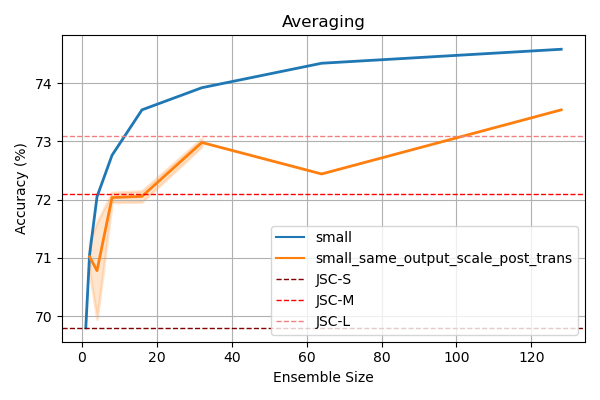 Averaging
Accuracy (%)
74
73
72
71
70
small
small_same_output_scale_post_trans
JSC-S
JSC-M
JSC-L
0 20 40 60 80 100 120
Ensemble Size